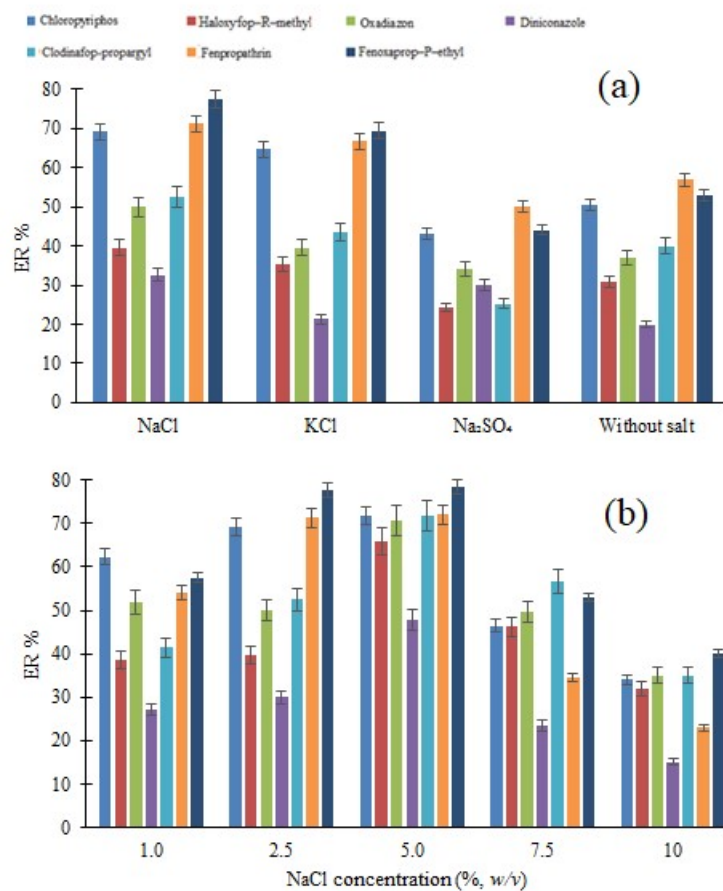 Chloropyriphos Haloxyfop–R–methyl Oxadiazon Diniconazole
Clodinafop-propargyl Fenpropathrin Fenoxaprop–P–ethyl
(a)
80
70
60
50
40
30
20
10
0
ER %
NaCl KCl Na₂SO₄ Without salt
(b)
80
70
60
50
40
30
20
10
0
ER %
1.0 2.5 5.0 7.5 10
NaCl concentration (%, w/v)